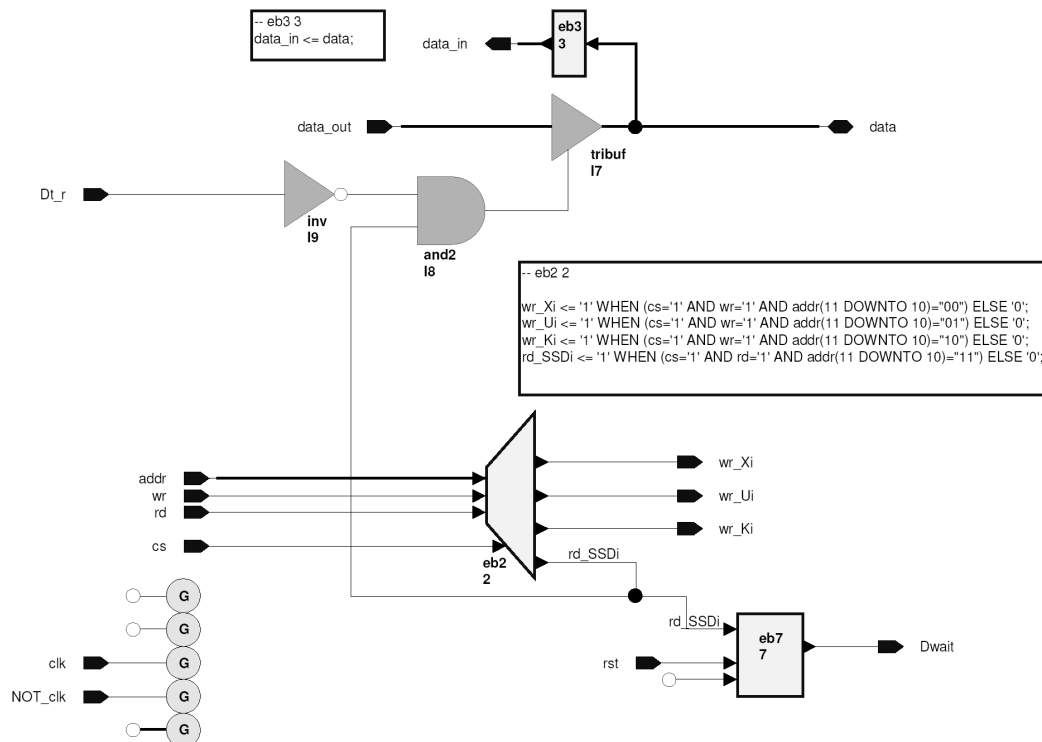 -- eb3 3
data_in <= data;
data_in
eb3
3
data_out
data
tribuf
I7
Dt_r
inv
I9
and2
I8
-- eb2 2
wr_Xi <= '1' WHEN (cs='1' AND wr='1' AND addr(11 DOWNTO 10)="00") ELSE '0';
wr_Ui <= '1' WHEN (cs='1' AND wr='1' AND addr(11 DOWNTO 10)="01") ELSE '0';
wr_Ki <= '1' WHEN (cs='1' AND wr='1' AND addr(11 DOWNTO 10)="10") ELSE '0';
rd_SSDi <= '1' WHEN (cs='1' AND rd='1' AND addr(11 DOWNTO 10)="11") ELSE '0';
addr
wr
rd
cs
eb2
2
wr_Xi
wr_Ui
wr_Ki
rd_SSDi
G
G
clk
G
NOT_clk
G
G
rd_SSDi
rst
eb7
7
Dwait